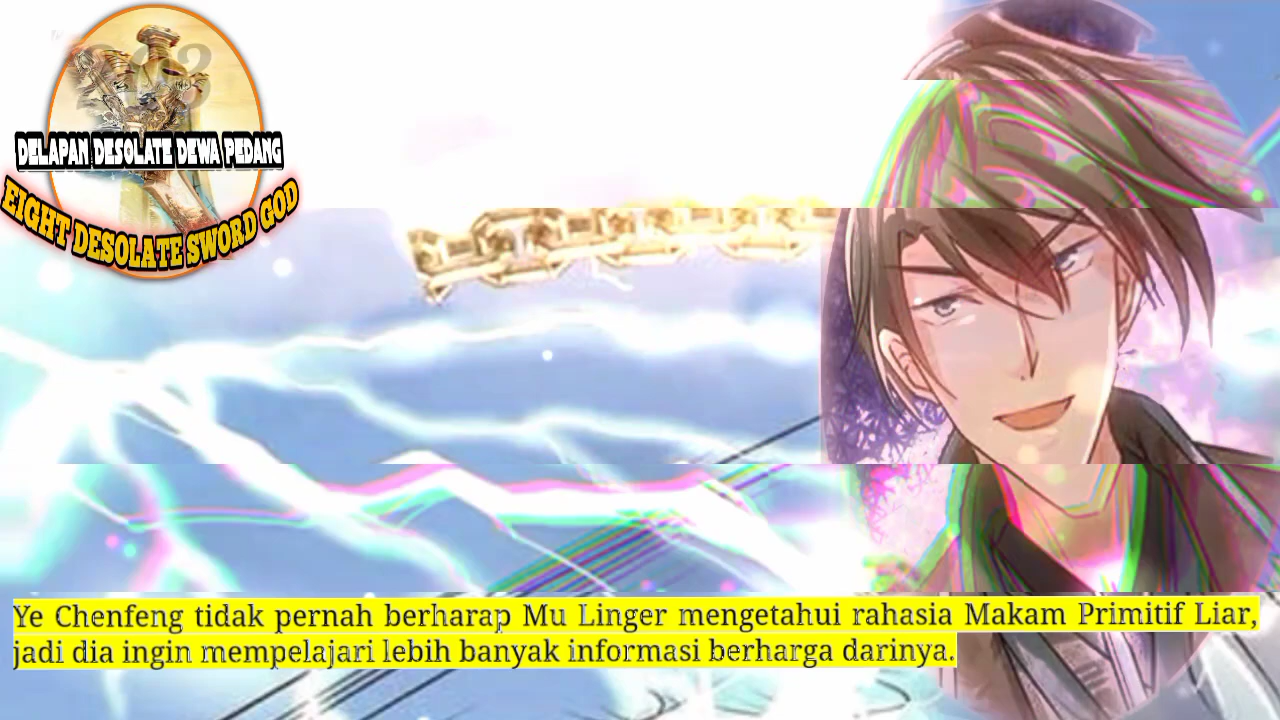 DELAPAN DESOLATE DEWA PEDANG
EIGHT DESOLATE SWORD GOD
Ye Chenfeng tidak pernah berharap Mu Linger mengetahui rahasia Makam Primitif Liar,
jadi dia ingin mempelajari lebih banyak informasi berharga darinya.